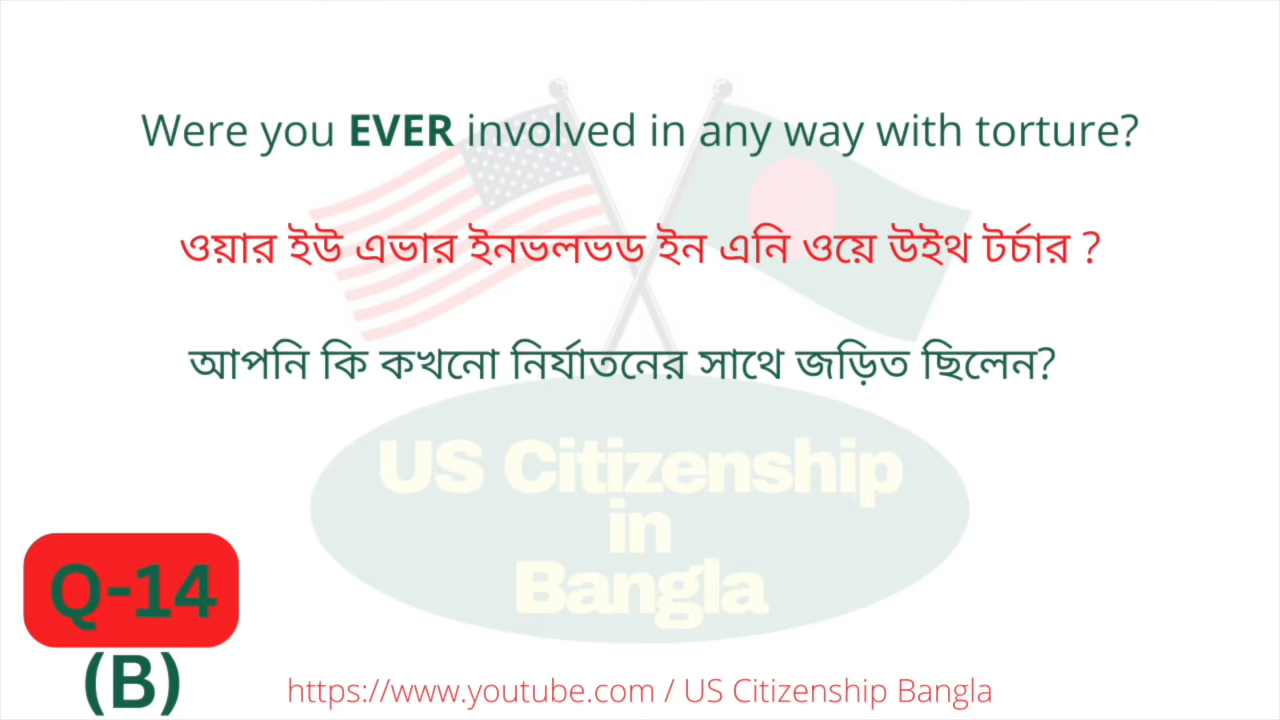 Were you EVER involved in any way with torture?
ওয়ার ইউ এভার ইনভলভড ইন এনি ওয়ে উইথ টর্চার ?
আপনি কি কখনো নির্যাতনের সাথে জড়িত ছিলেন?
US Citizenship
in
Bangla
Q-14
(B)
https://www.youtube.com / US Citizenship Bangla